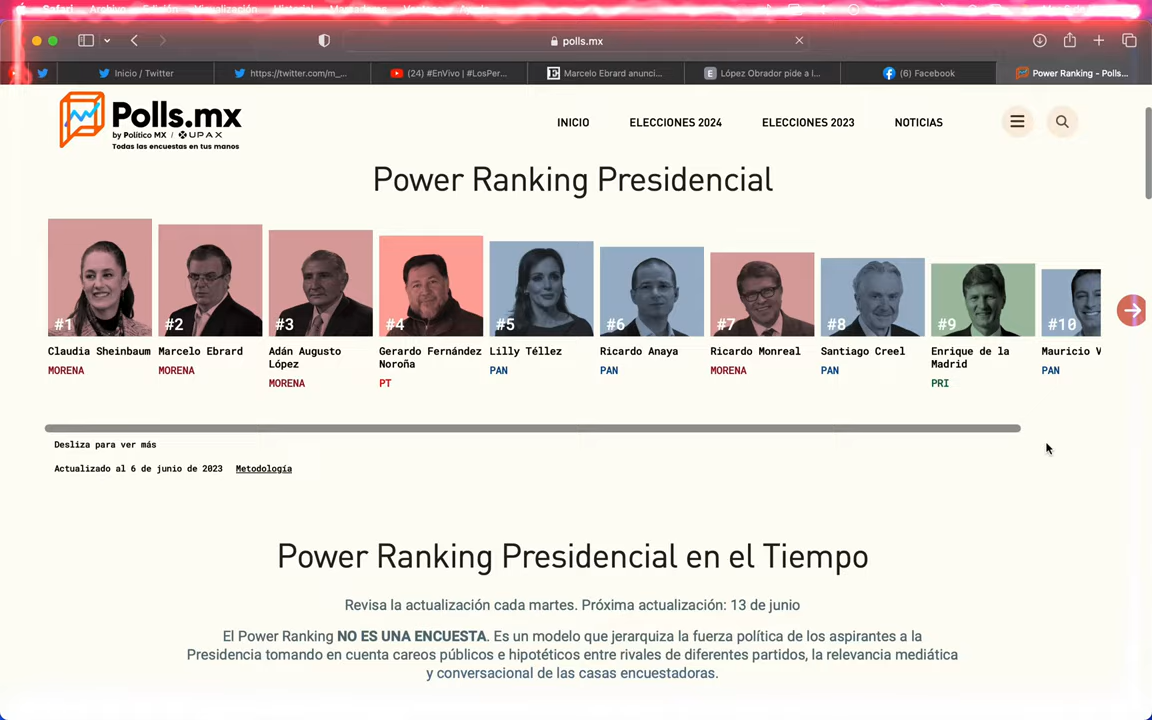 Safari Archivo Edición Visualización Historial Marcadores Ventana Ayuda
polls.mx
Inicio / Twitter
https://twitter.com/m_...
(24) #EnVivo | #LosPer...
Marcelo Ebrard anunci...
López Obrador pide a l...
(6) Facebook
Power Ranking - Polls...
Polls.mx
by Político MX / UPAX
Todas las encuestas en tus manos
INICIO
ELECCIONES 2024
ELECCIONES 2023
NOTICIAS
Power Ranking Presidencial
#1
Claudia Sheinbaum
MORENA
#2
Marcelo Ebrard
MORENA
#3
Adán Augusto
López
MORENA
#4
Gerardo Fernández
Noroña
PT
#5
Lilly Téllez
PAN
#6
Ricardo Anaya
PAN
#7
Ricardo Monreal
MORENA
#8
Santiago Creel
PAN
#9
Enrique de la
Madrid
PRI
#10
Mauricio V
PAN
Desliza para ver más
Actualizado al 6 de junio de 2023 Metodología
Power Ranking Presidencial en el Tiempo
Revisa la actualización cada martes. Próxima actualización: 13 de junio
El Power Ranking NO ES UNA ENCUESTA. Es un modelo que jerarquiza la fuerza política de los aspirantes a la
Presidencia tomando en cuenta careos públicos e hipotéticos entre rivales de diferentes partidos, la relevancia mediática
y conversacional de las casas encuestadoras.